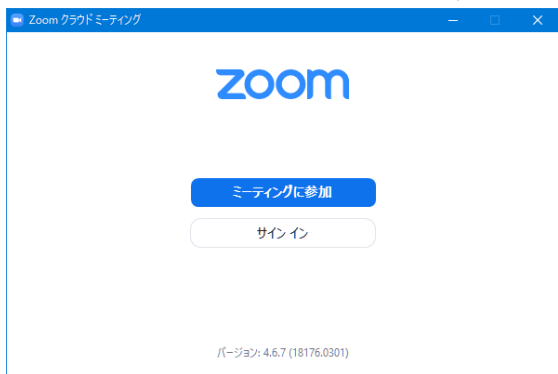 Zoom クラウド ミーティング
zoom
ミーティングに参加
サイン イン
バージョン: 4.6.7 (18176.0301)